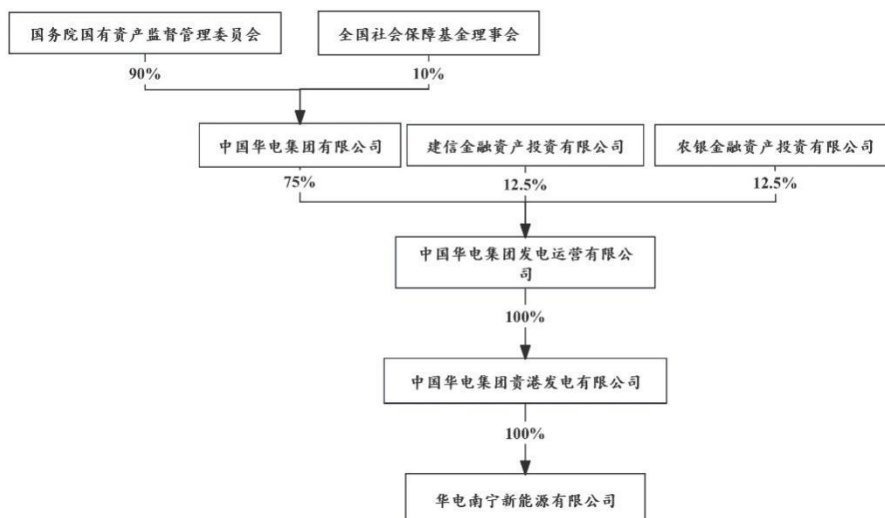 国务院国有资产监督管理委员会
全国社会保障基金理事会
90%
10%
中国华电集团有限公司
建信金融资产投资有限公司
农银金融资产投资有限公司
75%
12.5%
12.5%
中国华电集团发电运营有限公
司
100%
中国华电集团贵港发电有限公司
100%
华电南宁新能源有限公司